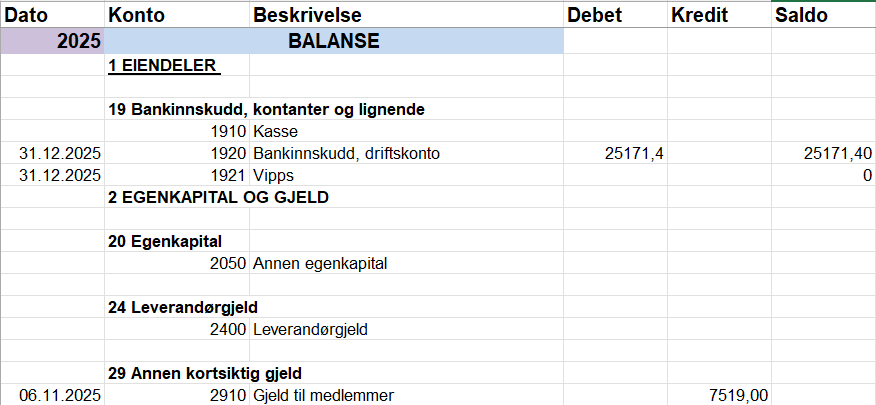 Dato Konto Beskrivelse Debet Kredit Saldo
2025 BALANSE
1 EIENDELER
19 Bankinnskudd, kontanter og lignende
1910 Kasse
31.12.2025 1920 Bankinnskudd, driftskonto 25171,4 25171,40
31.12.2025 1921 Vipps 0
2 EGENKAPITAL OG GJELD
20 Egenkapital
2050 Annen egenkapital
24 Leverandørgjeld
2400 Leverandørgjeld
29 Annen kortsiktig gjeld
06.11.2025 2910 Gjeld til medlemmer 7519,00